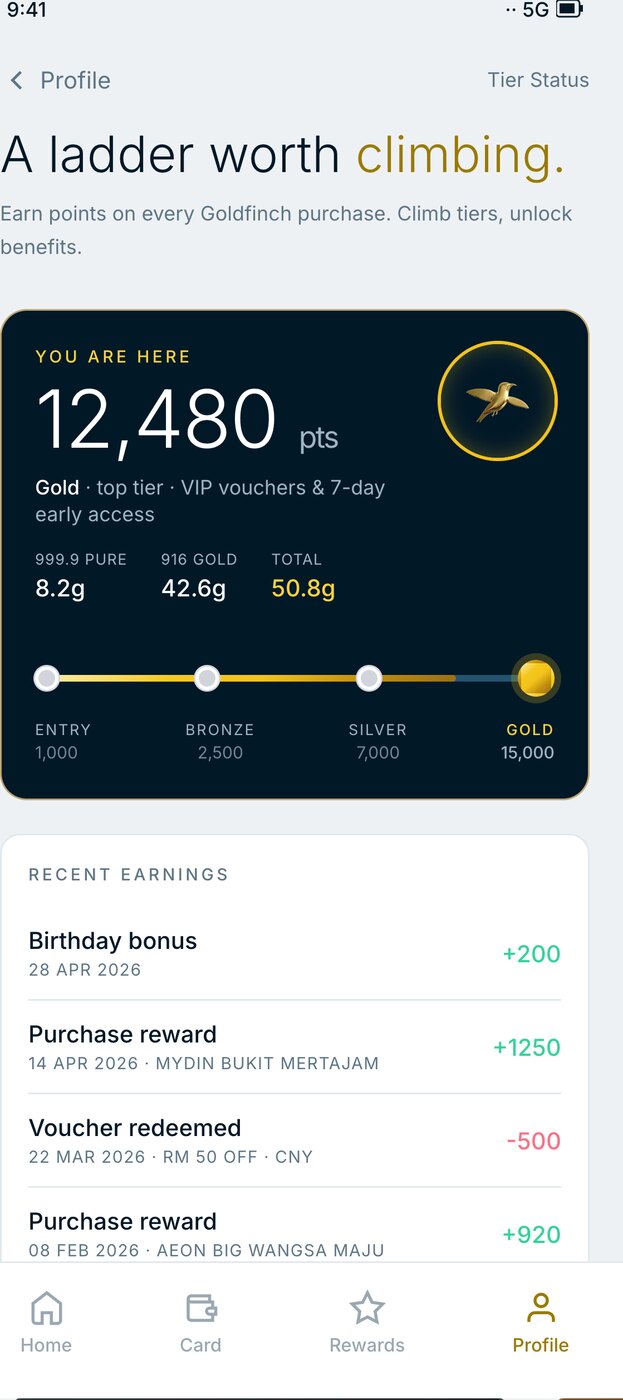 9:41
·· 5G
Profile
Tier Status
A ladder worth climbing.
Earn points on every Goldfinch purchase. Climb tiers, unlock
benefits.
YOU ARE HERE
12,480 pts
Gold · top tier · VIP vouchers & 7-day
early access
999.9 PURE 916 GOLD TOTAL
8.2g 42.6g 50.8g
ENTRY BRONZE SILVER GOLD
1,000 2,500 7,000 15,000
RECENT EARNINGS
Birthday bonus
28 APR 2026
+200
Purchase reward
14 APR 2026 · MYDIN BUKIT MERTAJAM
+1250
Voucher redeemed
22 MAR 2026 · RM 50 OFF · CNY
-500
Purchase reward
08 FEB 2026 · AEON BIG WANGSA MAJU
+920
Home Card Rewards Profile